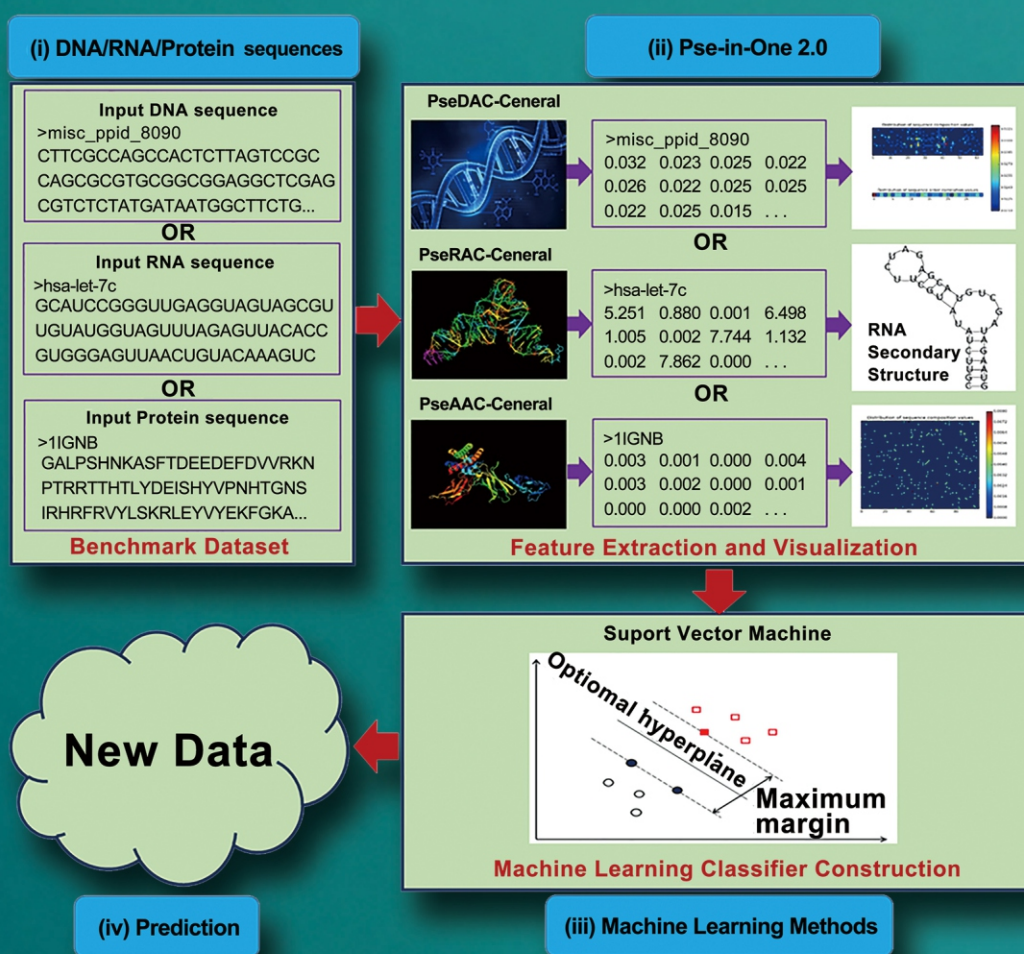 (i) DNA/RNA/Protein sequences
Input DNA sequence
>misc_ppid_8090
CTTCGCCAGCCACTCTTAGTCCGC
CAGCGCGTGCGGCGGAGGCTCGAG
CGTCTCTATGATAATGGCTTCTG...
OR
Input RNA sequence
>hsa-let-7c
GCAUCCGGGUUGAGGUAGUAGCGU
UGUAUGGUAGUUUAGAGUUACACC
GUGGGAGUUAACUGUACAAAGUC
OR
Input Protein sequence
>1IGNB
GALPSHNKASFTDEEDEFDVVRKN
PTRRTTHTLYDEISHYVPNHTGNS
IRHRFRVYLSKRLEYVYEKFGKA...
Benchmark Dataset
(ii) Pse-in-One 2.0
PseDAC-Ceneral
>misc_ppid_8090
0.032 0.023 0.025 0.022
0.026 0.022 0.025 0.025
0.022 0.025 0.015 ...
OR
PseRAC-Ceneral
>hsa-let-7c
5.251 0.880 0.001 6.498
1.005 0.002 7.744 1.132
0.002 7.862 0.000 ...
RNA
Secondary
Structure
OR
PseAAC-Ceneral
>1IGNB
0.003 0.001 0.000 0.004
0.003 0.002 0.000 0.001
0.000 0.000 0.002 ...
Distribution of sequence composition values
Feature Extraction and Visualization
Suport Vector Machine
Optiomal hyperplane
Maximum
margin
Machine Learning Classifier Construction
(iii) Machine Learning Methods
New Data
(iv) Prediction